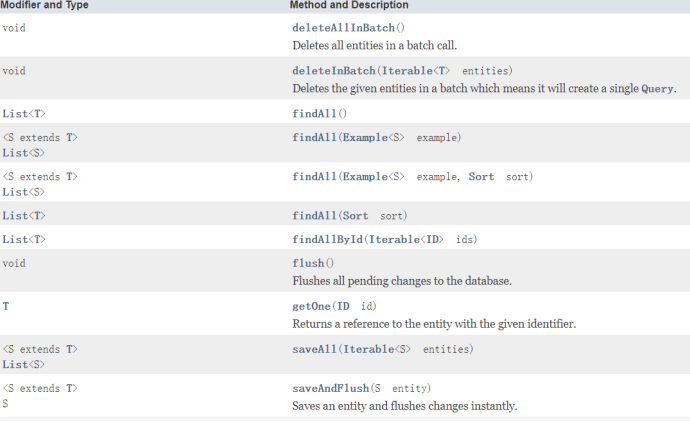 Modifier and Type Method and Description
void deleteAllInBatch()
Deletes all entities in a batch call.
void deleteInBatch(Iterable<T> entities)
Deletes the given entities in a batch which means it will create a single Query.
List<T> findAll()
<S extends T> findAll(Example<S> example)
List<S>
<S extends T> findAll(Example<S> example, Sort sort)
List<S>
List<T> findAll(Sort sort)
List<T> findAllById(Iterable<ID> ids)
void flush()
Flushes all pending changes to the database.
T getOne(ID id)
Returns a reference to the entity with the given identifier.
<S extends T> saveAll(Iterable<S> entities)
List<S>
<S extends T> saveAndFlush(S entity)
S Saves an entity and flushes changes instantly.